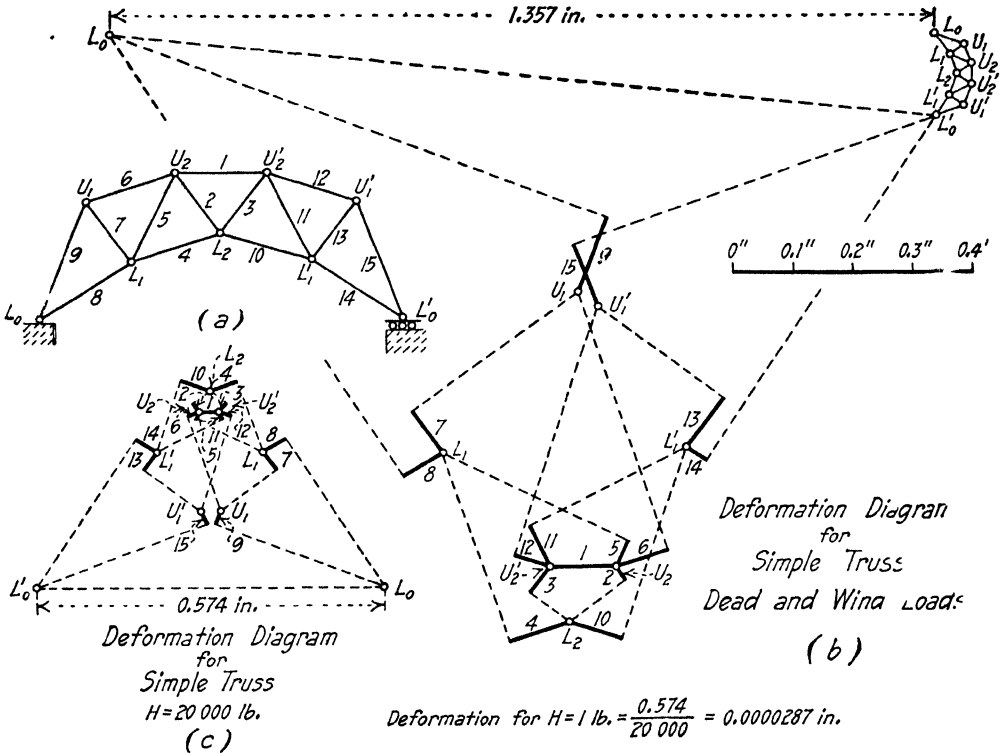 1.357 in.
L₀
L₀
U₁
L₁
U₂
L₂
U₂'
L₁'
U₁'
L₀'
U₂ 1 U₂'
6 12
U₁ U₁'
7 5 2 3 11 13
9 4 L₂ 10 15
L₁ L₁'
8 14
L₀ L₀'
(a)
0" 0.1" 0.2" 0.3" 0.4'
15 9
U₁ U₁'
7 13
L₁ L₁
8 14
12 11 1 5 6
U₂' 3 2 U₂
4 L₂ 10
Deformation Diagran
for
Simple Truss
Dead and Wind Loads
(b)
L₂
10 4
2 1 3
U₂ U₂'
6 11 12
14 5 8
13 L₁' L₁ 7
U₁' U₁
15 9
L₀' L₀
0.574 in.
Deformation Diagram
for
Simple Truss
H=20 000 lb.
(c)
Deformation for H=1 lb. = 0.574 / 20 000 = 0.0000287 in.